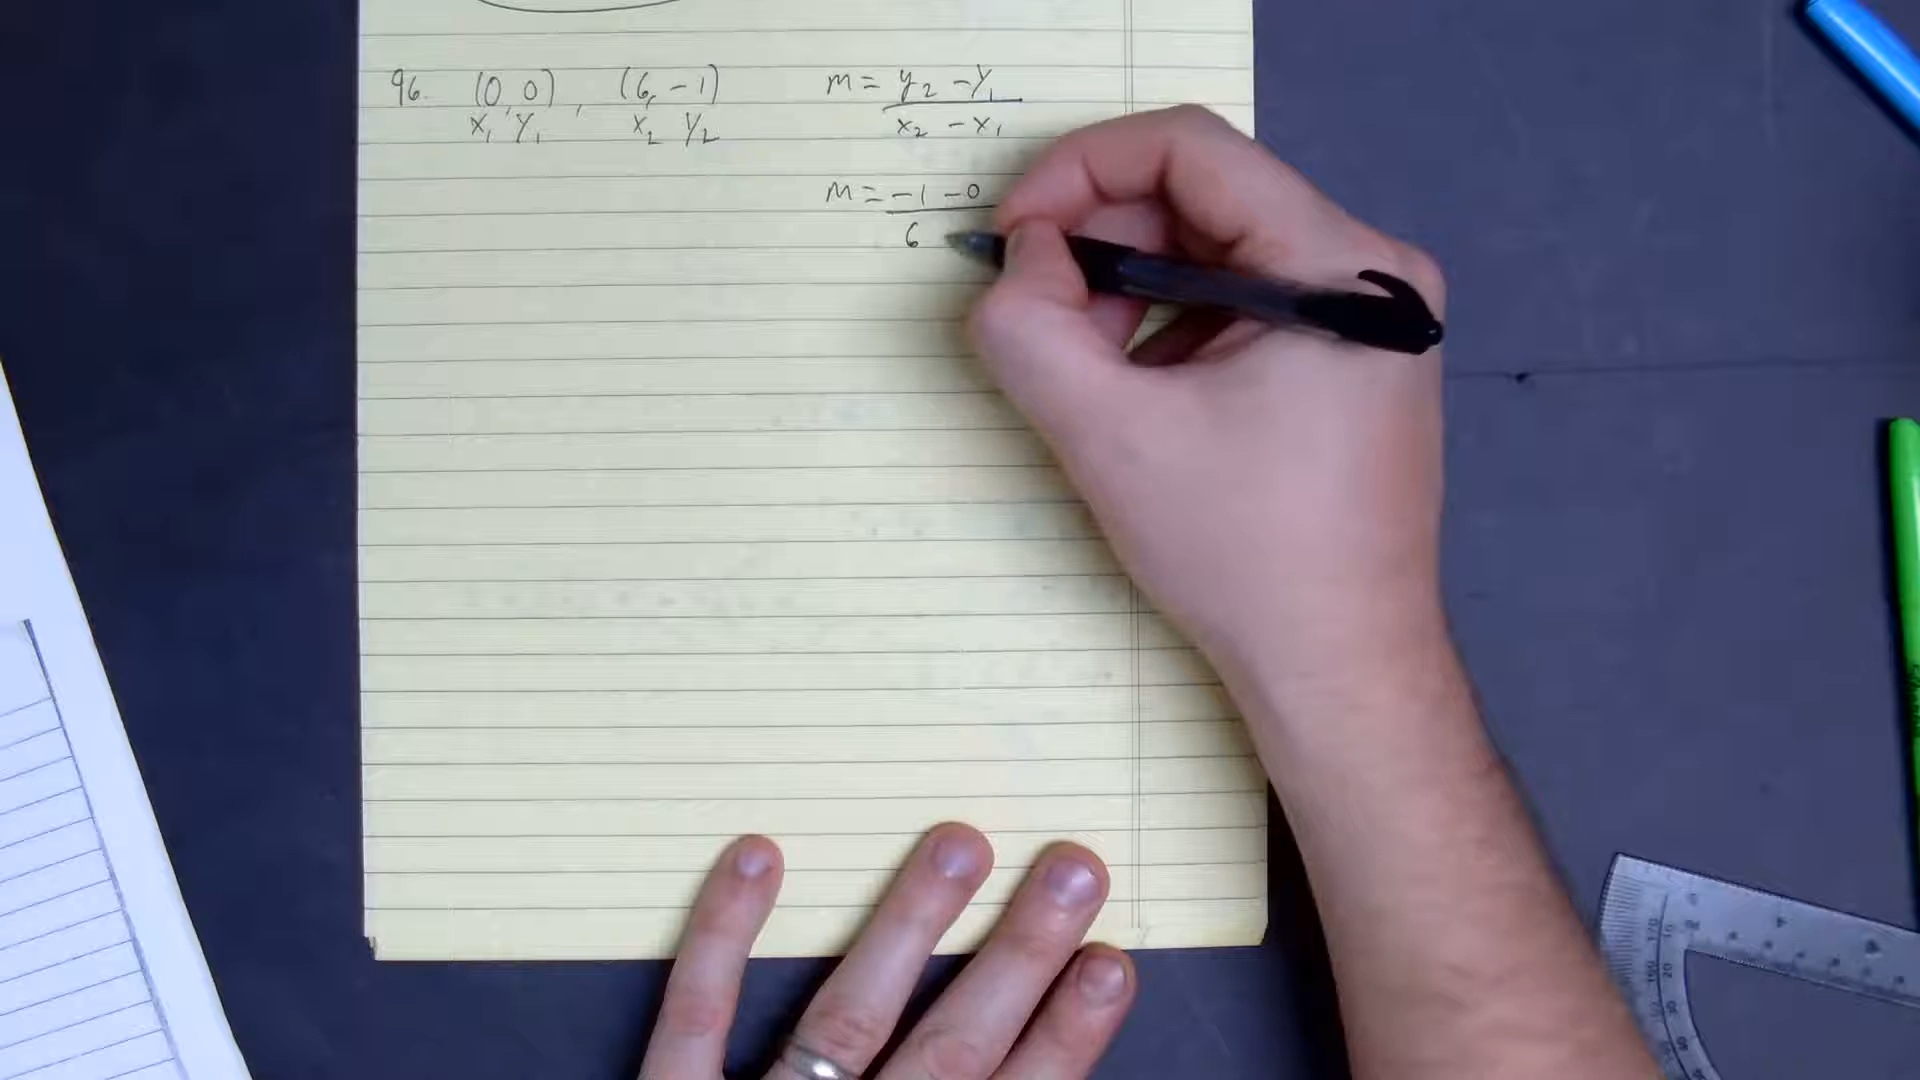 96. (0, 0), (6, -1) m = y₂ - y₁
x₁ y₁ x₂ y₂ x₂ - x₁
m = -1 - 0
6